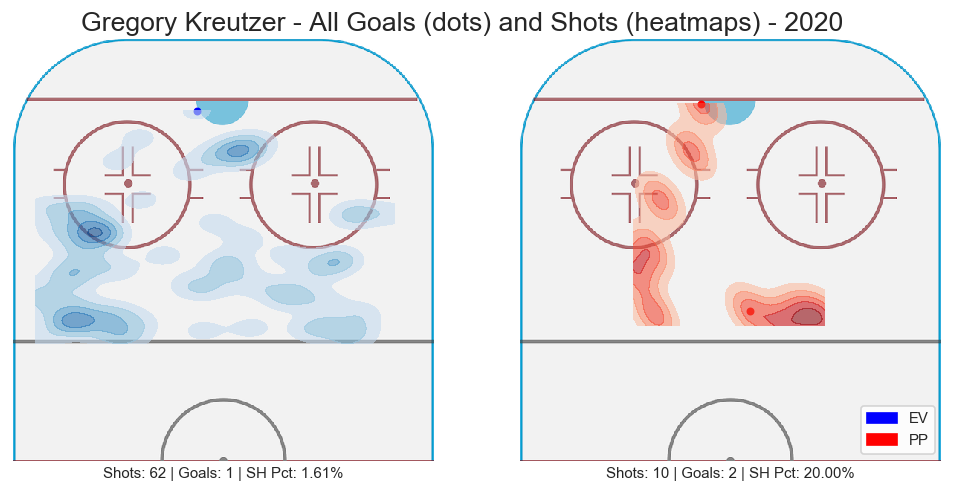 Gregory Kreutzer - All Goals (dots) and Shots (heatmaps) - 2020
EV
PP
Shots: 62 | Goals: 1 | SH Pct: 1.61%
Shots: 10 | Goals: 2 | SH Pct: 20.00%